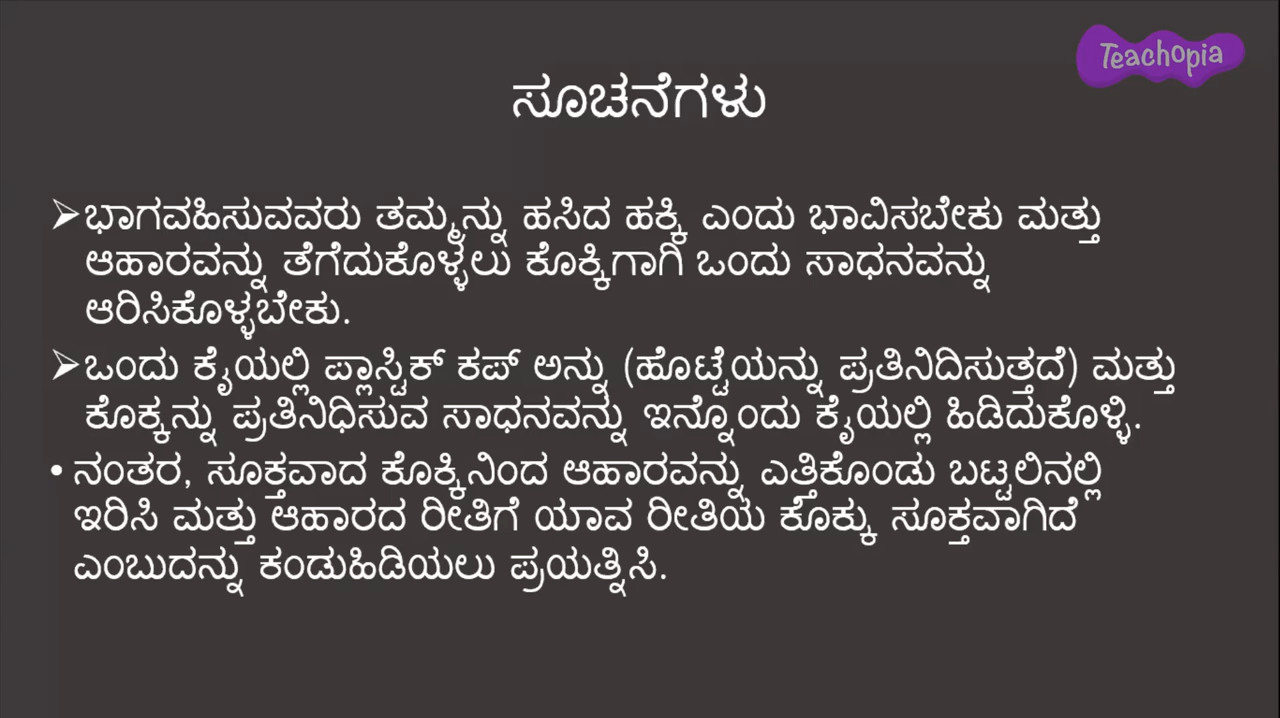 Teachopia
ಸೂಚನೆಗಳು
ಭಾಗವಹಿಸುವವರು ತಮ್ಮನ್ನು ಹಸಿದ ಹಕ್ಕಿ ಎಂದು ಭಾವಿಸಬೇಕು ಮತ್ತು
ಆಹಾರವನ್ನು ತೆಗೆದುಕೊಳ್ಳಲು ಕೊಕ್ಕಿಗಾಗಿ ಒಂದು ಸಾಧನವನ್ನು
ಆರಿಸಿಕೊಳ್ಳಬೇಕು.
ಒಂದು ಕೈಯಲ್ಲಿ ಪ್ಲಾಸ್ಟಿಕ್ ಕಪ್ ಅನ್ನು (ಹೊಟ್ಟೆಯನ್ನು ಪ್ರತಿನಿದಿಸುತ್ತದೆ) ಮತ್ತು
ಕೊಕ್ಕನ್ನು ಪ್ರತಿನಿಧಿಸುವ ಸಾಧನವನ್ನು ಇನ್ನೊಂದು ಕೈಯಲ್ಲಿ ಹಿಡಿದುಕೊಳ್ಳಿ.
• ನಂತರ, ಸೂಕ್ತವಾದ ಕೊಕ್ಕಿನಿಂದ ಆಹಾರವನ್ನು ಎತ್ತಿಕೊಂಡು ಬಟ್ಟಲಿನಲ್ಲಿ
ಇರಿಸಿ ಮತ್ತು ಆಹಾರದ ರೀತಿಗೆ ಯಾವ ರೀತಿಯ ಕೊಕ್ಕು ಸೂಕ್ತವಾಗಿದೆ
ಎಂಬುದನ್ನು ಕಂಡುಹಿಡಿಯಲು ಪ್ರಯತ್ನಿಸಿ.